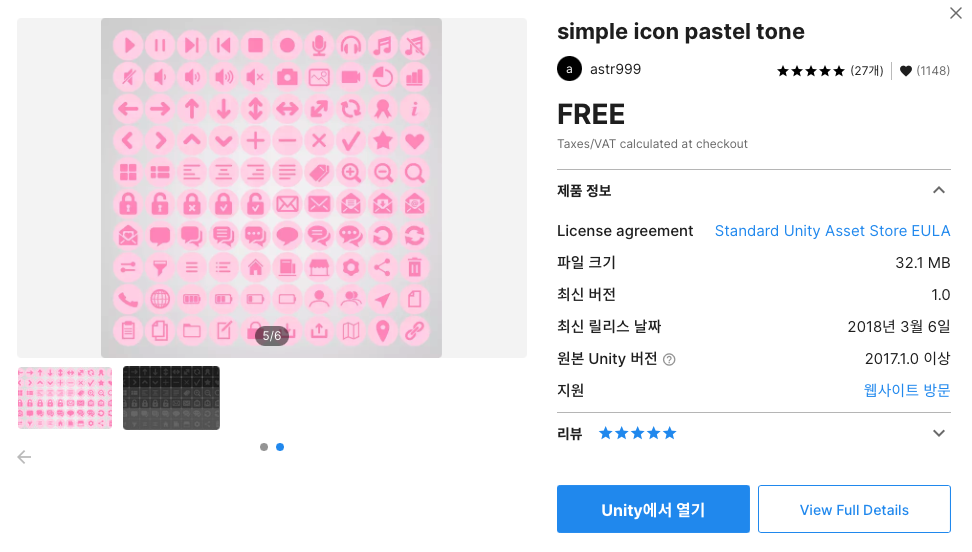 simple icon pastel tone
a astr999
(27개) (1148)
FREE
Taxes/VAT calculated at checkout
제품 정보
License agreement Standard Unity Asset Store EULA
파일 크기 32.1 MB
최신 버전 1.0
최신 릴리스 날짜 2018년 3월 6일
원본 Unity 버전 ? 2017.1.0 이상
지원 웹사이트 방문
리뷰
5/6
Unity에서 열기 View Full Details